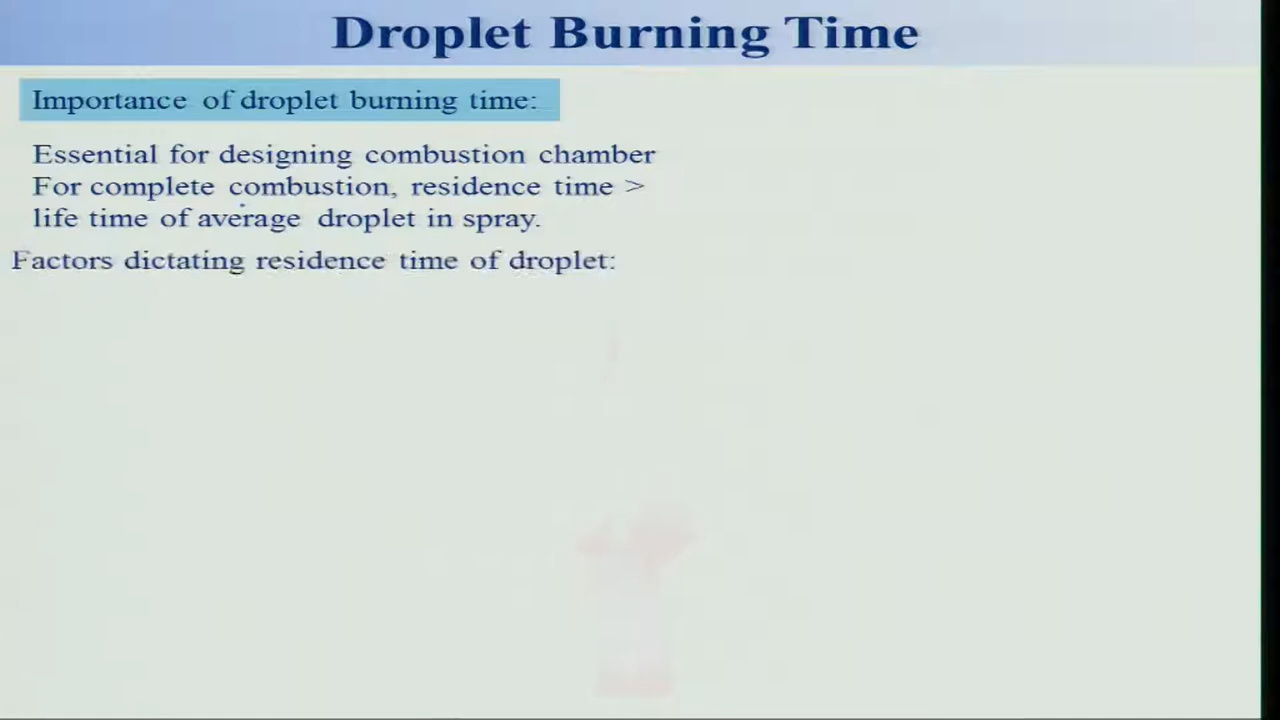 Droplet Burning Time
Importance of droplet burning time:
Essential for designing combustion chamber
For complete combustion, residence time >
life time of average droplet in spray.
Factors dictating residence time of droplet: